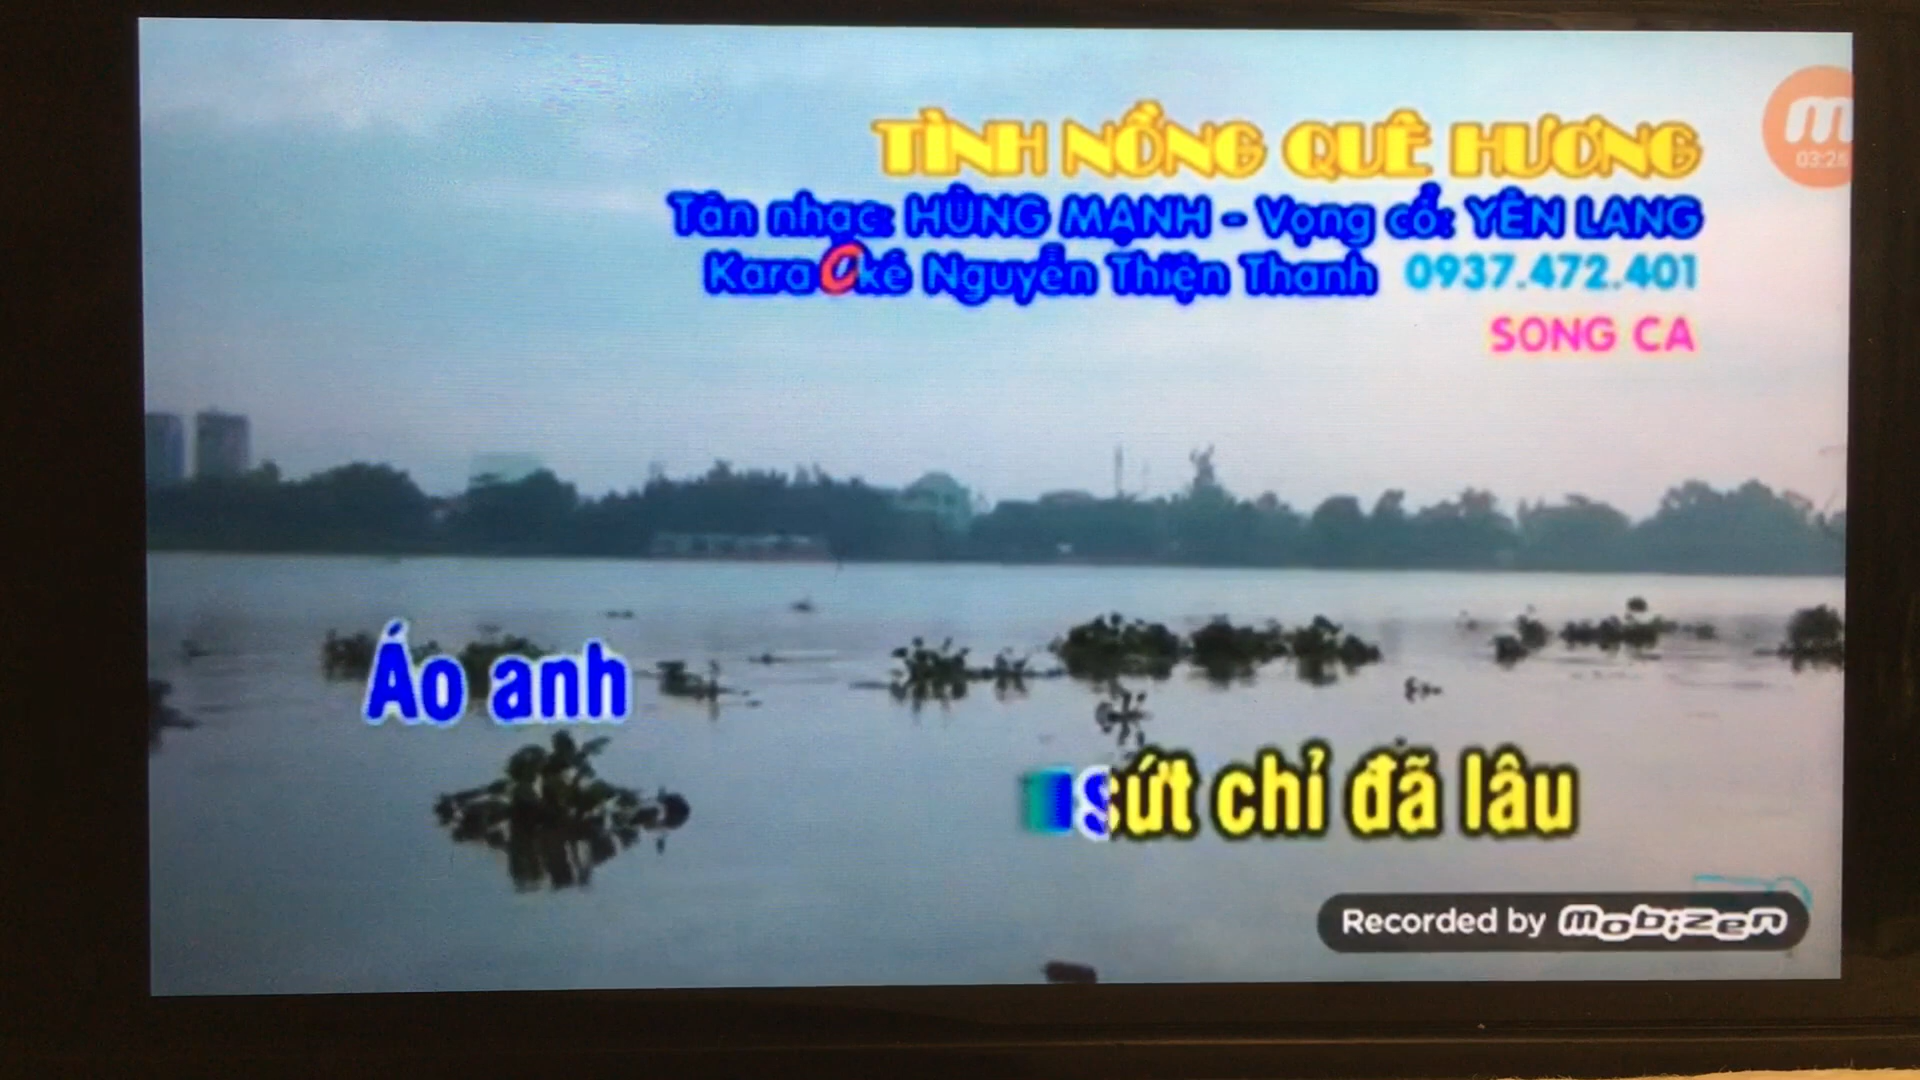 TÌNH NỒNG QUÊ HƯƠNG
Tân nhạc: HÙNG MẠNH - Vọng cổ: YÊN LANG
Karaoké Nguyễn Thiện Thanh 0937.472.401
SONG CA
Áo anh
sứt chỉ đã lâu
Recorded by mobizen